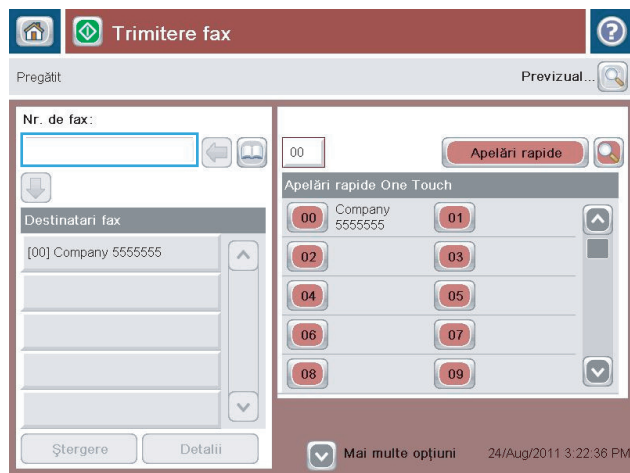 Trimitere fax
Pregătit
Previzual...
Nr. de fax:
00
Apelări rapide
Apelări rapide One Touch
Destinatari fax
[00] Company 5555555
00 Company 5555555
01
02
03
04
05
06
07
08
09
Ştergere
Detalii
Mai multe opţiuni
24/Aug/2011 3:22:36 PM